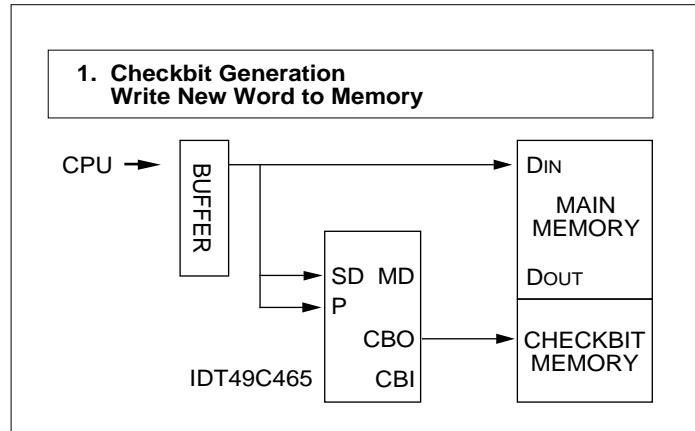 1. Checkbit Generation
Write New Word to Memory
CPU
BUFFER
DIN
MAIN
MEMORY
DOUT
SD MD
P
CBO
CBI
IDT49C465
CHECKBIT
MEMORY